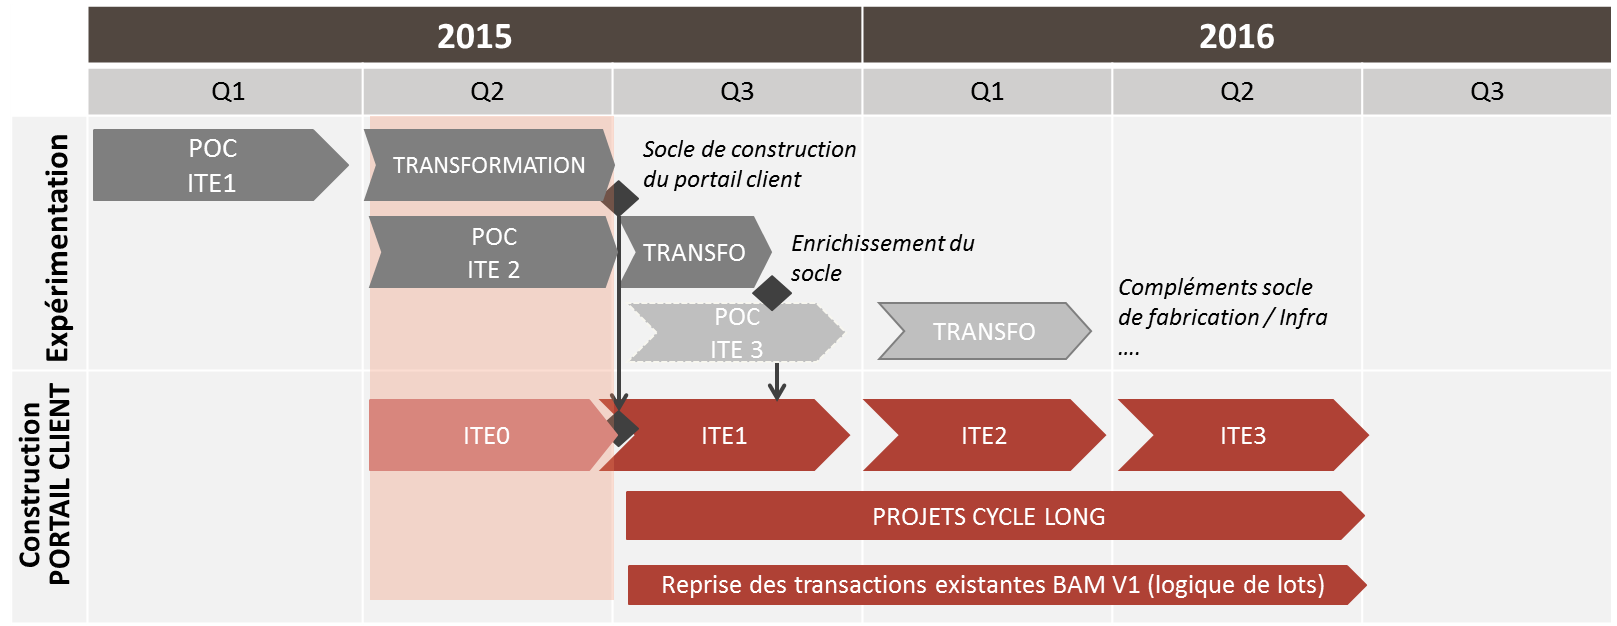 2015
2016
Q1
Q2
Q3
Q1
Q2
Q3
Expérimentation
POC
ITE1
TRANSFORMATION
Socle de construction
du portail client
POC
ITE 2
TRANSFO
Enrichissement du
socle
POC
ITE 3
TRANSFO
Compléments socle
de fabrication / Infra
....
Construction
PORTAIL CLIENT
ITE0
ITE1
ITE2
ITE3
PROJETS CYCLE LONG
Reprise des transactions existantes BAM V1 (logique de lots)